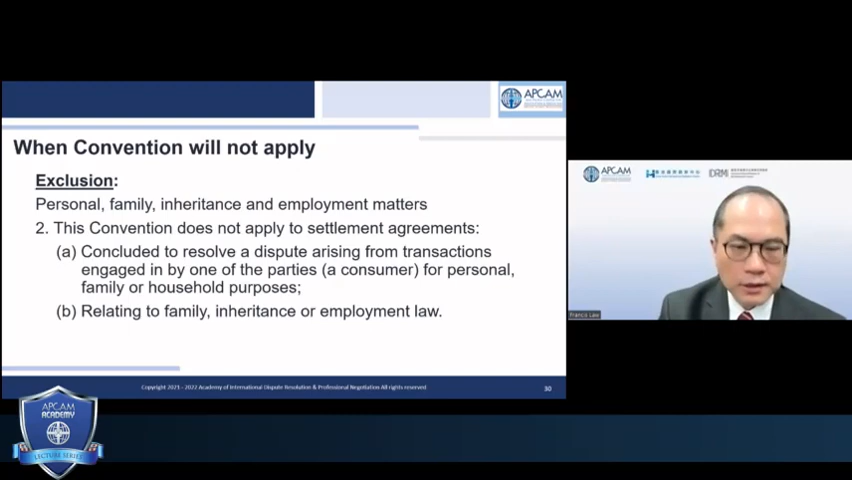 APCAM
When Convention will not apply
Exclusion:
Personal, family, inheritance and employment matters
2. This Convention does not apply to settlement agreements:
(a) Concluded to resolve a dispute arising from transactions
engaged in by one of the parties (a consumer) for personal,
family or household purposes;
(b) Relating to family, inheritance or employment law.
Copyright 2021 - 2022 Academy of International Dispute Resolution & Professional Negotiation All rights reserved
30
APCAM
Francis Law
APCAM
ACADEMY
LECTURE SERIES